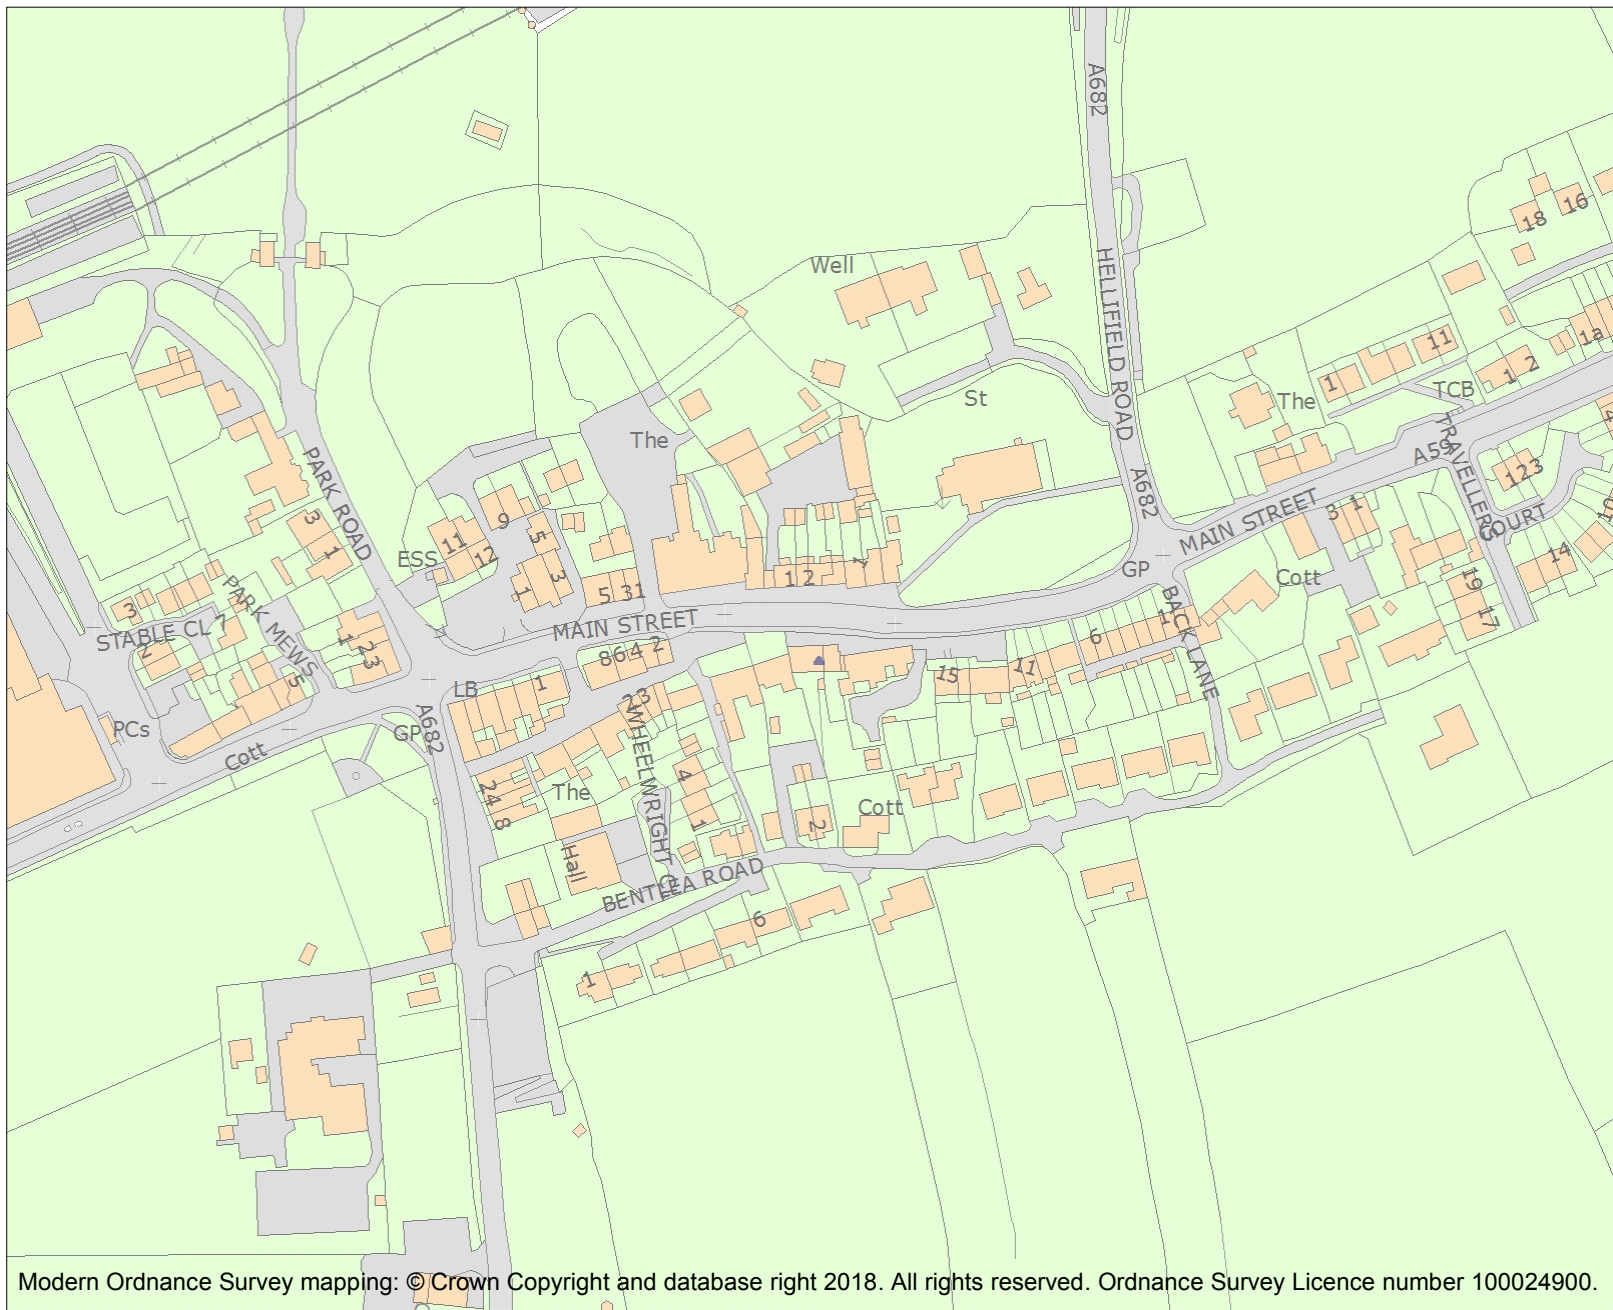 A682
18
16
Well
HELLIFIELD ROAD
11
1a
1
1 2
St
The
TCB
The
A59
TRAVELLERS
COURT
123
PARK ROAD
3
1
9
5
11
12
ESS
A682
MAIN STREET
3 1
1
3
5 31
1 2
7
GP
Cott
14
10
19
17
3
STABLE CL
7
2
PARK MEWS
1
23
5
MAIN STREET
8 6 4 2
6
1
BACK LANE
LB
1
23
15
11
PCs
Cott
GP
A682
WHEELWRIGHT CL
4
1
The
24
8
Hall
Cott
2
BENTLEA ROAD
6
1
Modern Ordnance Survey mapping: © Crown Copyright and database right 2018. All rights reserved. Ordnance Survey Licence number 100024900.